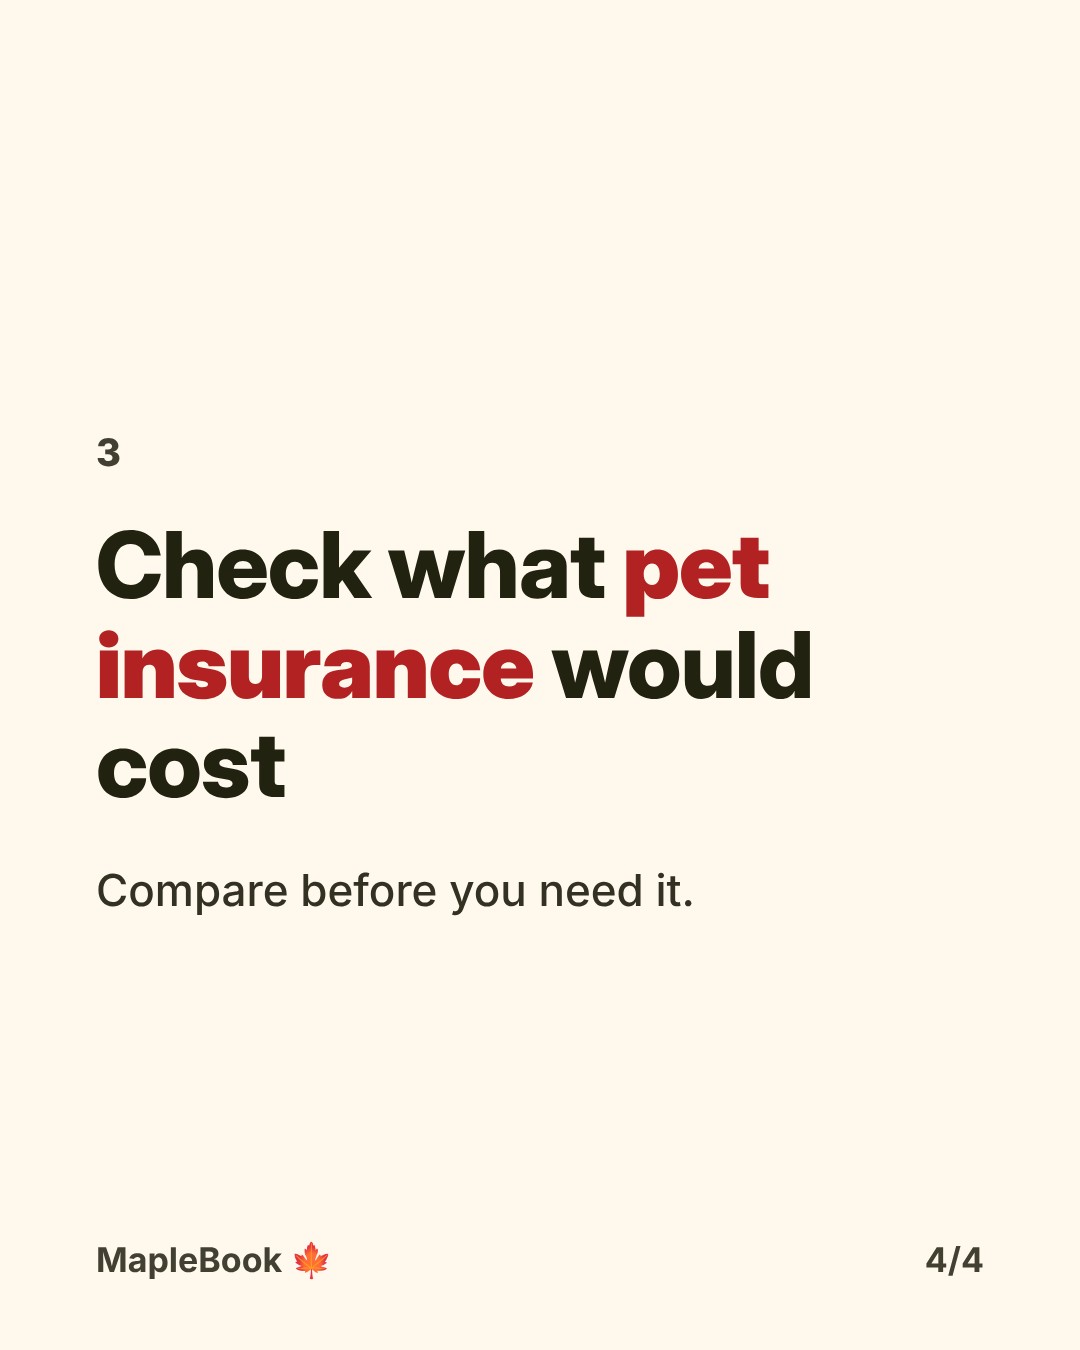 3
Check what pet
insurance would
cost
Compare before you need it.
MapleBook 🍁
4/4